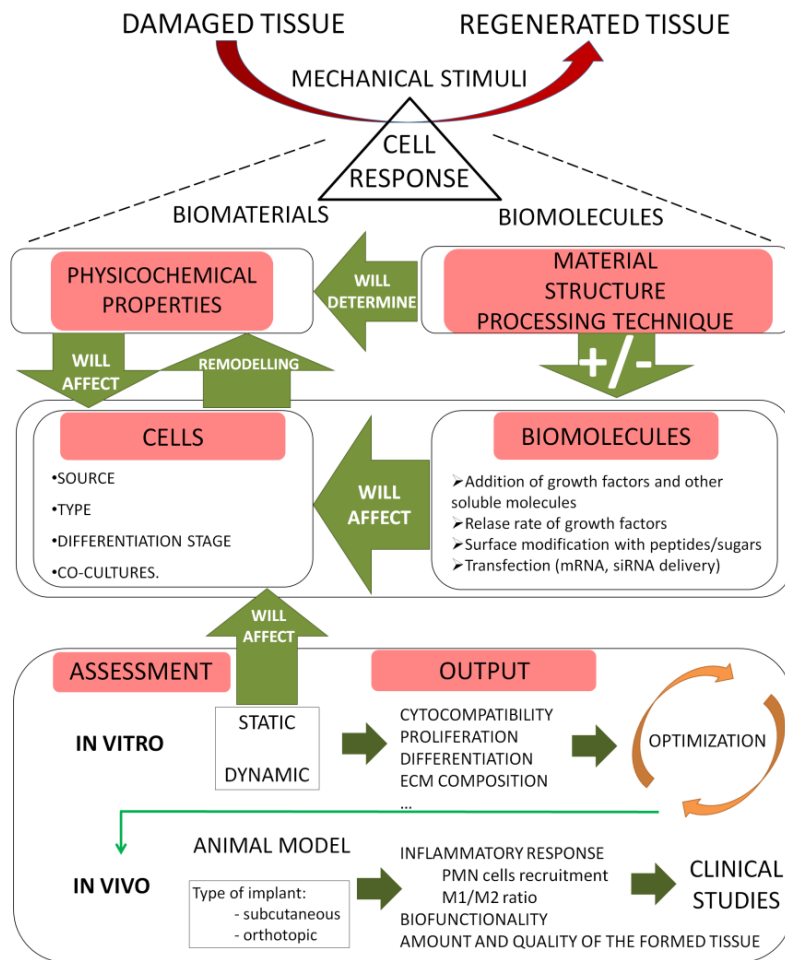 DAMAGED TISSUE
REGENERATED TISSUE
MECHANICAL STIMULI
CELL
RESPONSE
BIOMATERIALS
BIOMOLECULES
PHYSICOCHEMICAL
PROPERTIES
WILL
DETERMINE
MATERIAL
STRUCTURE
PROCESSING TECHNIQUE
WILL
AFFECT
REMODELLING
+/-
CELLS
•SOURCE
•TYPE
•DIFFERENTIATION STAGE
•CO-CULTURES.
WILL
AFFECT
BIOMOLECULES
➢Addition of growth factors and other
soluble molecules
➢Relase rate of growth factors
➢Surface modification with peptides/sugars
➢Transfection (mRNA, siRNA delivery)
WILL
AFFECT
ASSESSMENT
OUTPUT
IN VITRO
STATIC
DYNAMIC
CYTOCOMPATIBILITY
PROLIFERATION
DIFFERENTIATION
ECM COMPOSITION
...
OPTIMIZATION
IN VIVO
ANIMAL MODEL
Type of implant:
- subcutaneous
- orthotopic
INFLAMMATORY RESPONSE
PMN cells recruitment
M1/M2 ratio
BIOFUNCTIONALITY
AMOUNT AND QUALITY OF THE FORMED TISSUE
CLINICAL
STUDIES